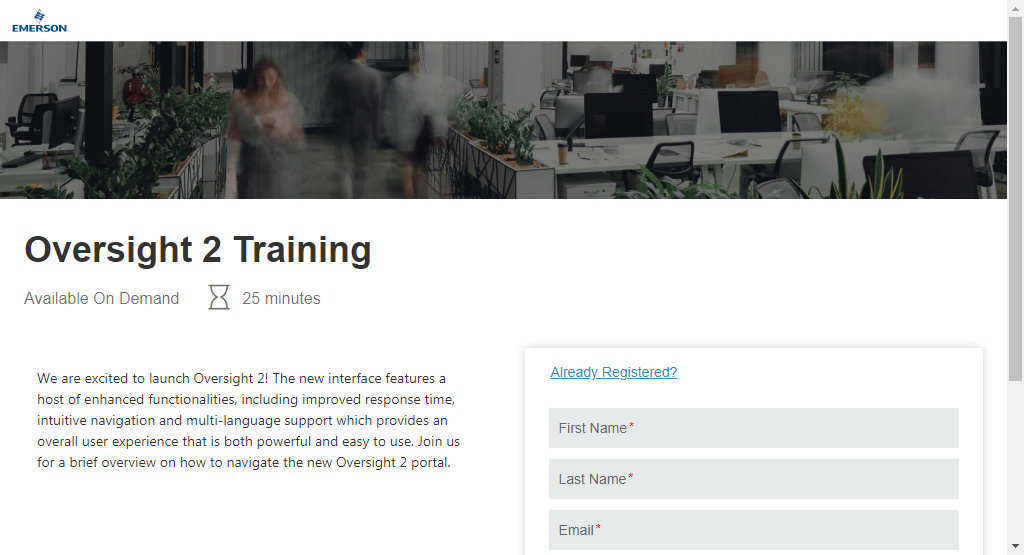 EMERSON
Oversight 2 Training
Available On Demand
25 minutes
We are excited to launch Oversight 2! The new interface features a
host of enhanced functionalities, including improved response time,
intuitive navigation and multi-language support which provides an
overall user experience that is both powerful and easy to use. Join us
for a brief overview on how to navigate the new Oversight 2 portal.
Already Registered?
First Name*
Last Name*
Email*